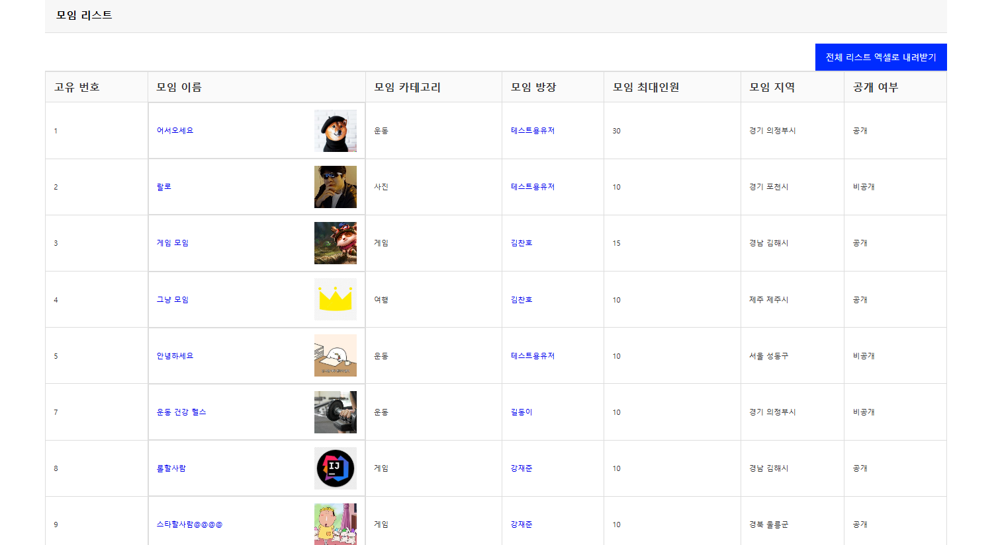 모임 리스트
전체 리스트 엑셀로 내려받기
고유 번호 모임 이름 모임 카테고리 모임 방장 모임 최대인원 모임 지역 공개 여부
1 어서오세요 운동 테스트용유저 30 경기 의정부시 공개
2 랄로 사진 테스트용유저 10 경기 포천시 비공개
3 게임 모임 게임 김찬호 15 경남 김해시 공개
4 그냥 모임 여행 김찬호 10 제주 제주시 공개
5 안녕하세요 운동 테스트용유저 10 서울 성동구 비공개
7 운동 건강 헬스 운동 길동이 10 경기 의정부시 비공개
8 롤할사람 IJ 게임 강재준 10 경남 김해시 공개
9 스타할사람@@@@ 게임 강재준 10 경북 울릉군 공개